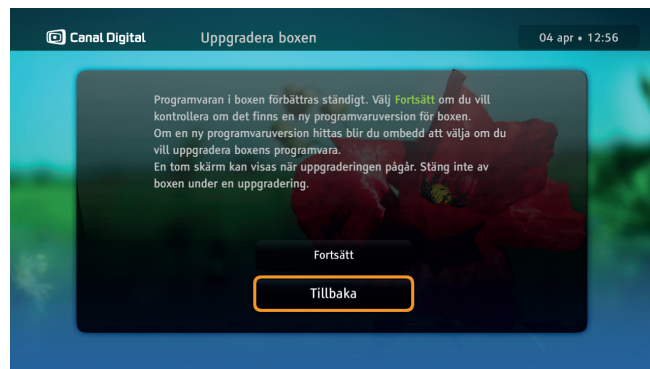 Canal Digital Uppgradera boxen 04 apr • 12:56
Programvaran i boxen förbättras ständigt. Välj Fortsätt om du vill
kontrollera om det finns en ny programvaruversion för boxen.
Om en ny programvaruversion hittas blir du ombedd att välja om du
vill uppgradera boxens programvara.
En tom skärm kan visas när uppgraderingen pågår. Stäng inte av
boxen under en uppgradering.
Fortsätt
Tillbaka